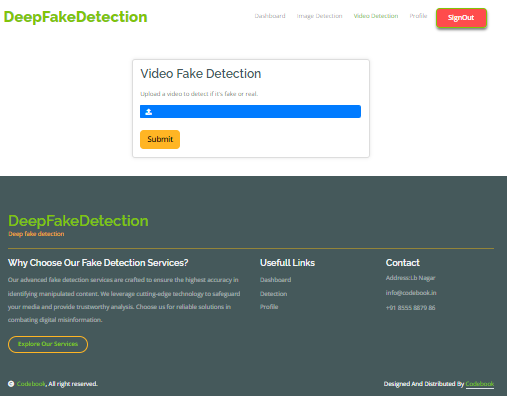 DeepFakeDetection
Dashboard Image Detection Video Detection Profile SignOut
Video Fake Detection
Upload a video to detect if it's fake or real.
Submit
DeepFakeDetection
Deep fake detection
Why Choose Our Fake Detection Services?
Our advanced fake detection services are crafted to ensure the highest accuracy in
identifying manipulated content. We leverage cutting-edge technology to safeguard
your media and provide trustworthy analysis. Choose us for reliable solutions in
combating digital misinformation.
Explore Our Services
Usefull Links
Dashboard
Detection
Profile
Contact
Address:Lb Nagar
info@codebook.in
+91 8555 8879 86
Codebook, All right reserved.
Designed And Distributed By Codebook